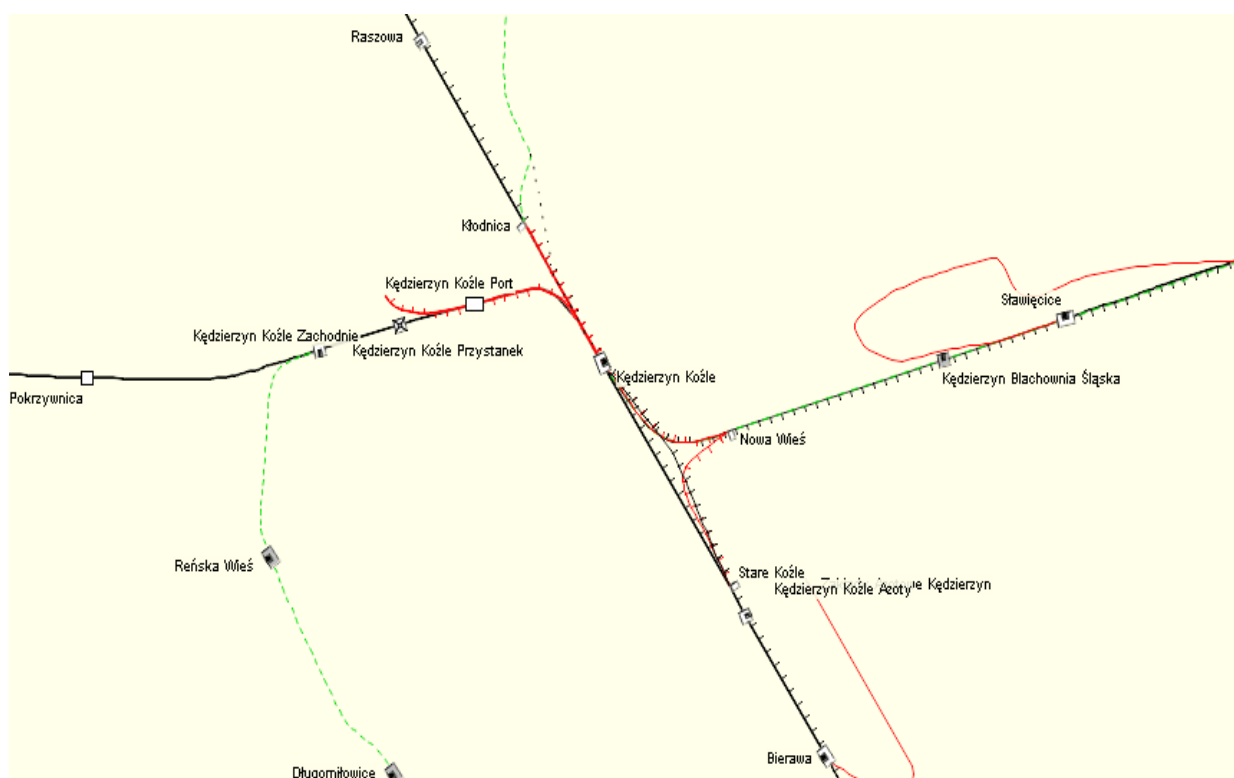 Raszowa
Kłodnica
Kędzierzyn Koźle Port
Sławięcice
Kędzierzyn Koźle Zachodnie
Kędzierzyn Koźle Przystanek
Kędzierzyn Koźle
Kędzierzyn Blachownia Śląska
Pokrzywnica
Nowa Wieś
Reńska Wieś
Stare Koźle
Kędzierzyn Koźle Azoty
Kędzierzyn
Bierawa
Długomiłowice